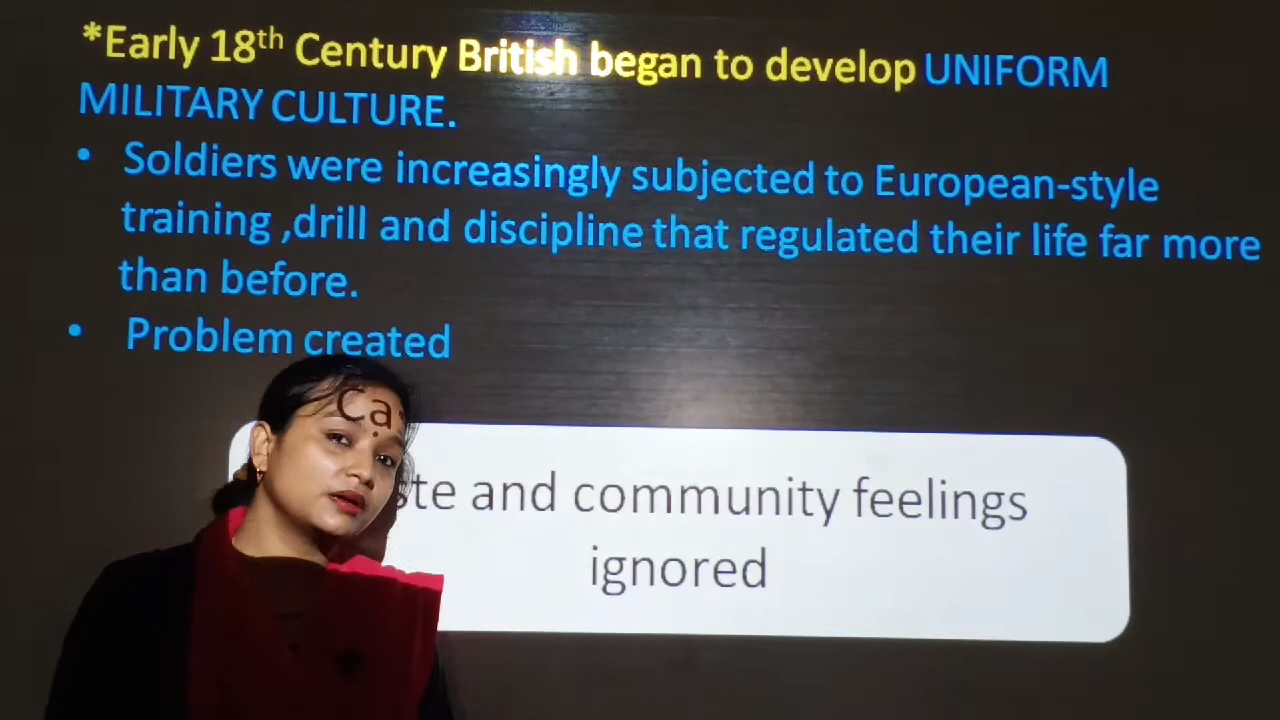 *Early 18th Century British began to develop UNIFORM
MILITARY CULTURE.
• Soldiers were increasingly subjected to European-style
training ,drill and discipline that regulated their life far more
than before.
• Problem created
Caste and community feelings
ignored